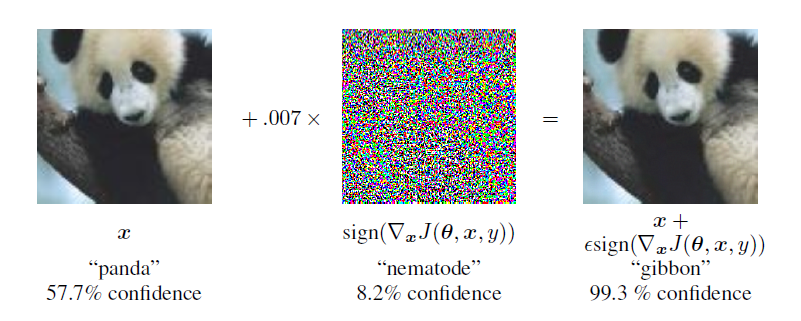 + .007 ×
=
x
sign(∇ₓJ(θ, x, y))
x +
ϵsign(∇ₓJ(θ, x, y))
“panda”
“nematode”
“gibbon”
57.7% confidence
8.2% confidence
99.3 % confidence